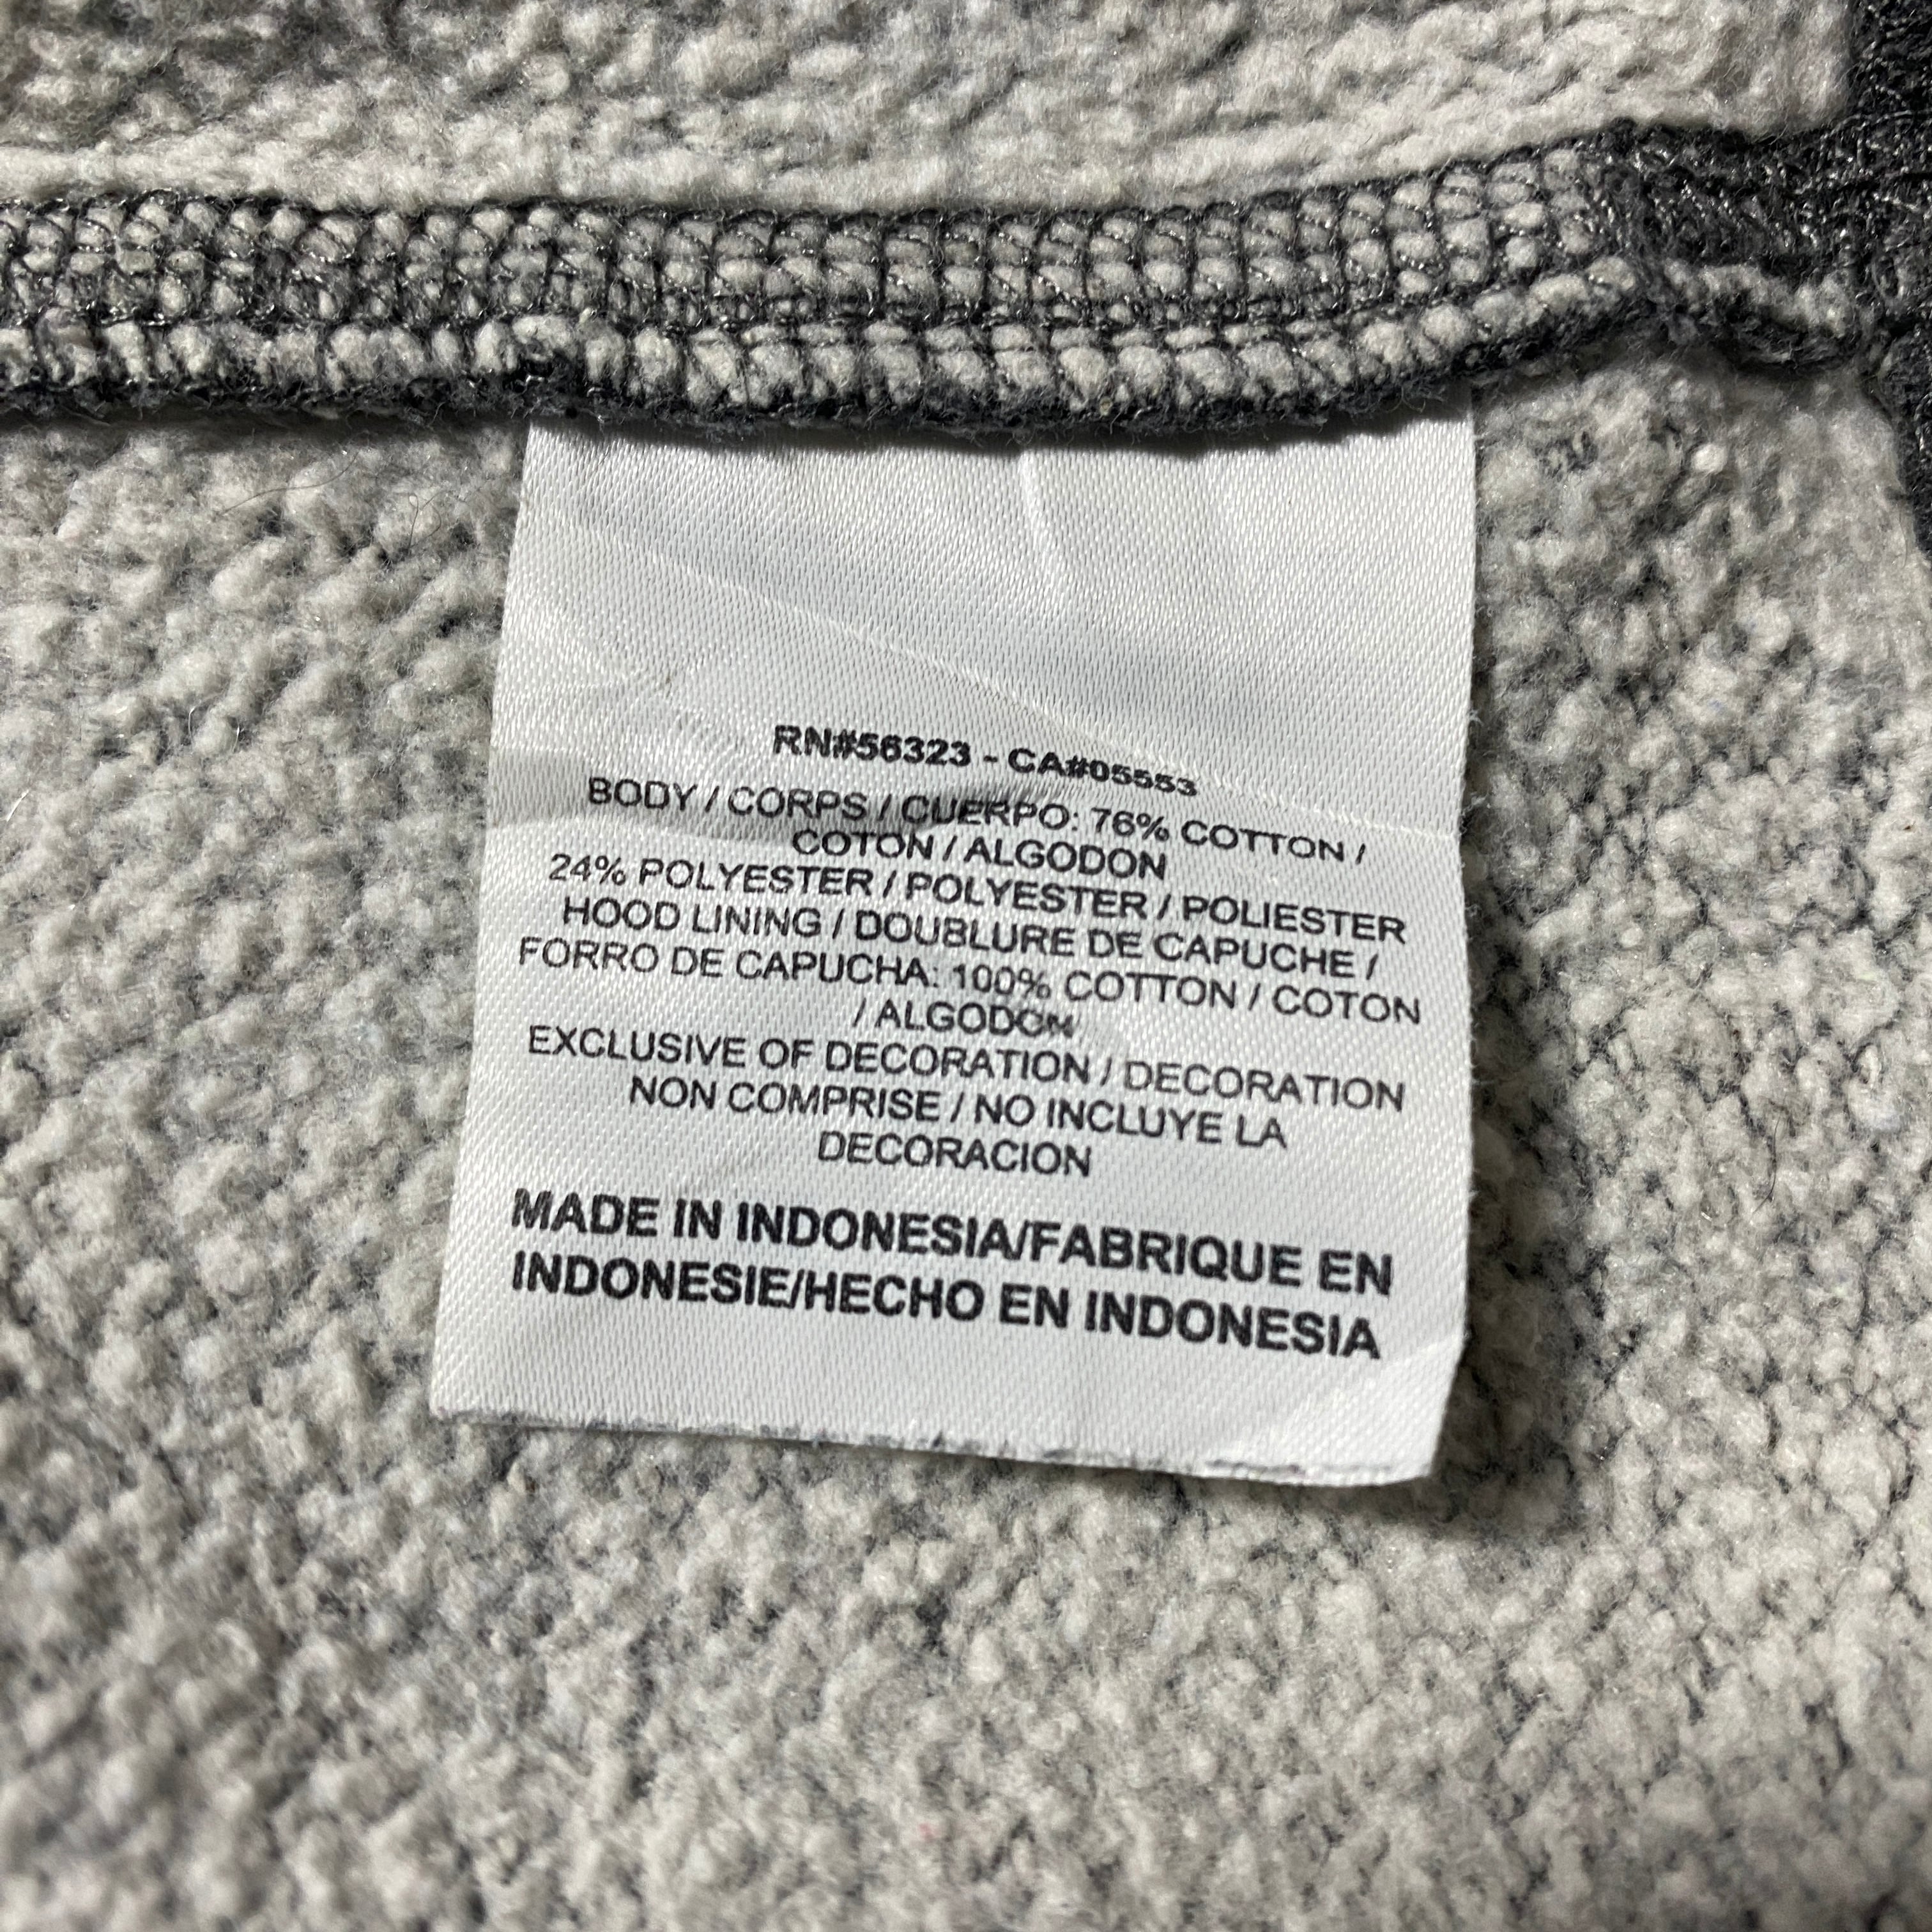 RN#56323 - CA#05553
BODY / CORPS / CUERPO: 76% COTTON /
COTON / ALGODON
24% POLYESTER / POLYESTER / POLIESTER
HOOD LINING / DOUBLURE DE CAPUCHE /
FORRO DE CAPUCHA: 100% COTTON / COTON
/ ALGODON
EXCLUSIVE OF DECORATION / DECORATION
NON COMPRISE / NO INCLUYE LA
DECORACION
MADE IN INDONESIA/FABRIQUE EN
INDONESIE/HECHO EN INDONESIA